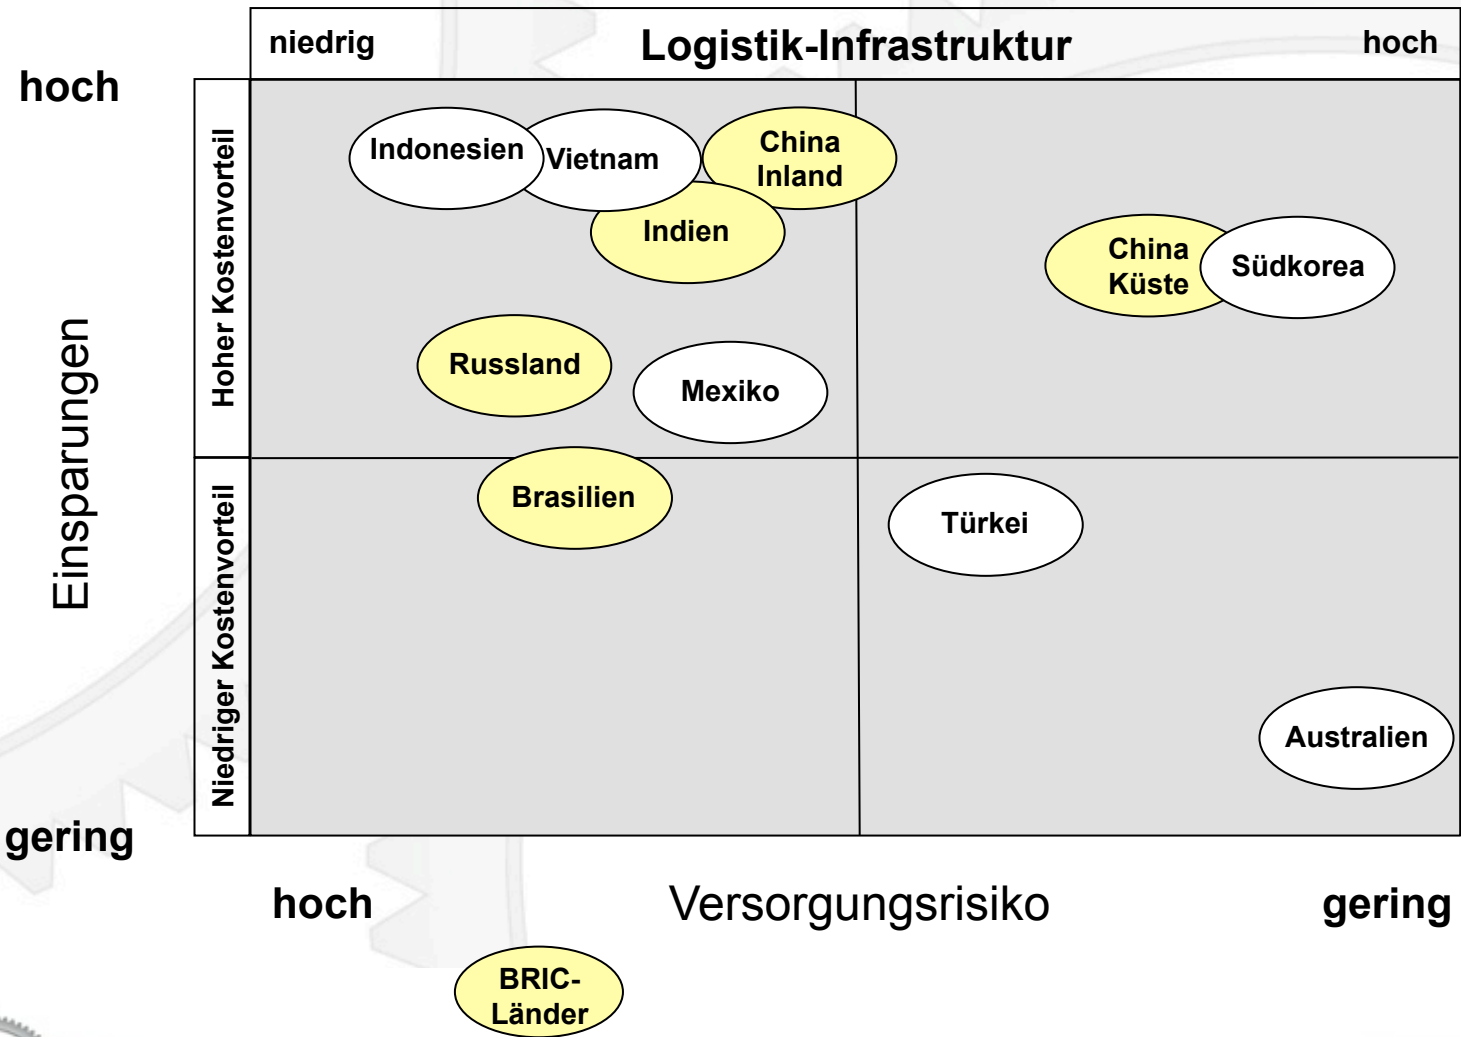 niedrig
Logistik-Infrastruktur
hoch
hoch
Einsparungen
gering
Hoher Kostenvorteil
Niedriger Kostenvorteil
Indonesien
Vietnam
China
Inland
Indien
China
Küste
Südkorea
Russland
Mexiko
Brasilien
Türkei
Australien
hoch
Versorgungsrisiko
gering
BRIC-
Länder